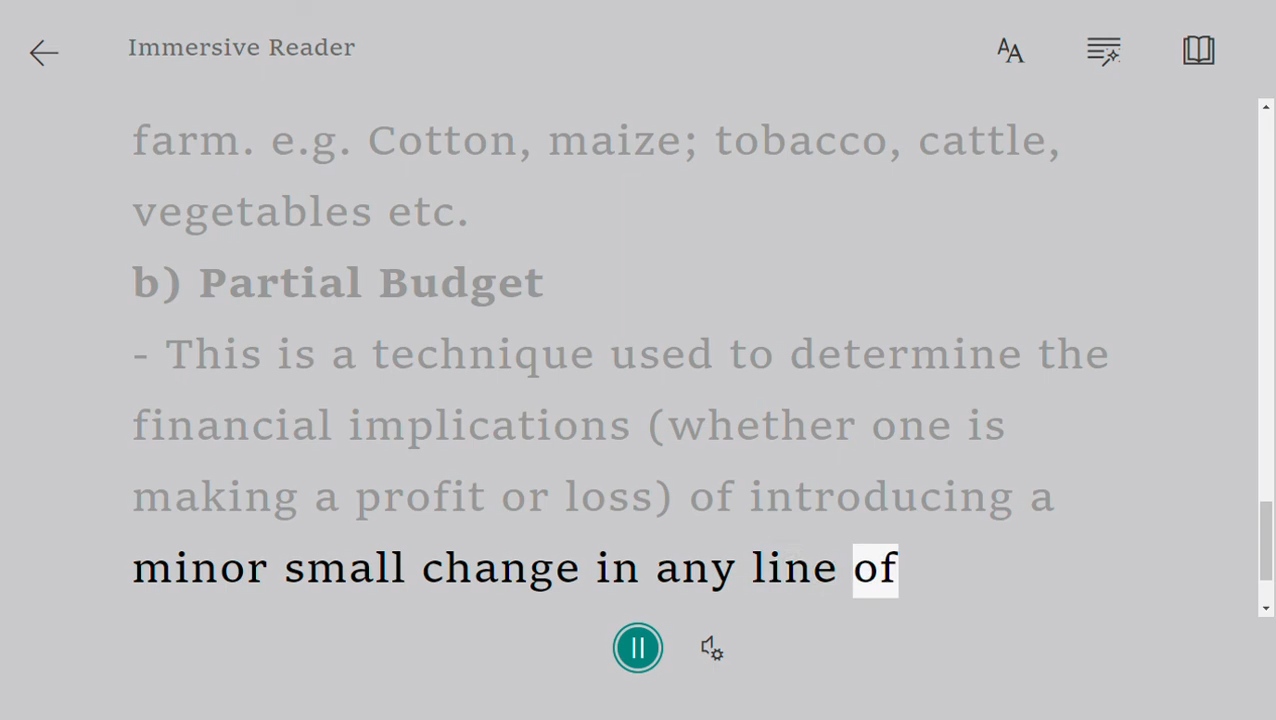 Immersive Reader
farm. e.g. Cotton, maize; tobacco, cattle,
vegetables etc.
b) Partial Budget
- This is a technique used to determine the
financial implications (whether one is
making a profit or loss) of introducing a
minor small change in any line of